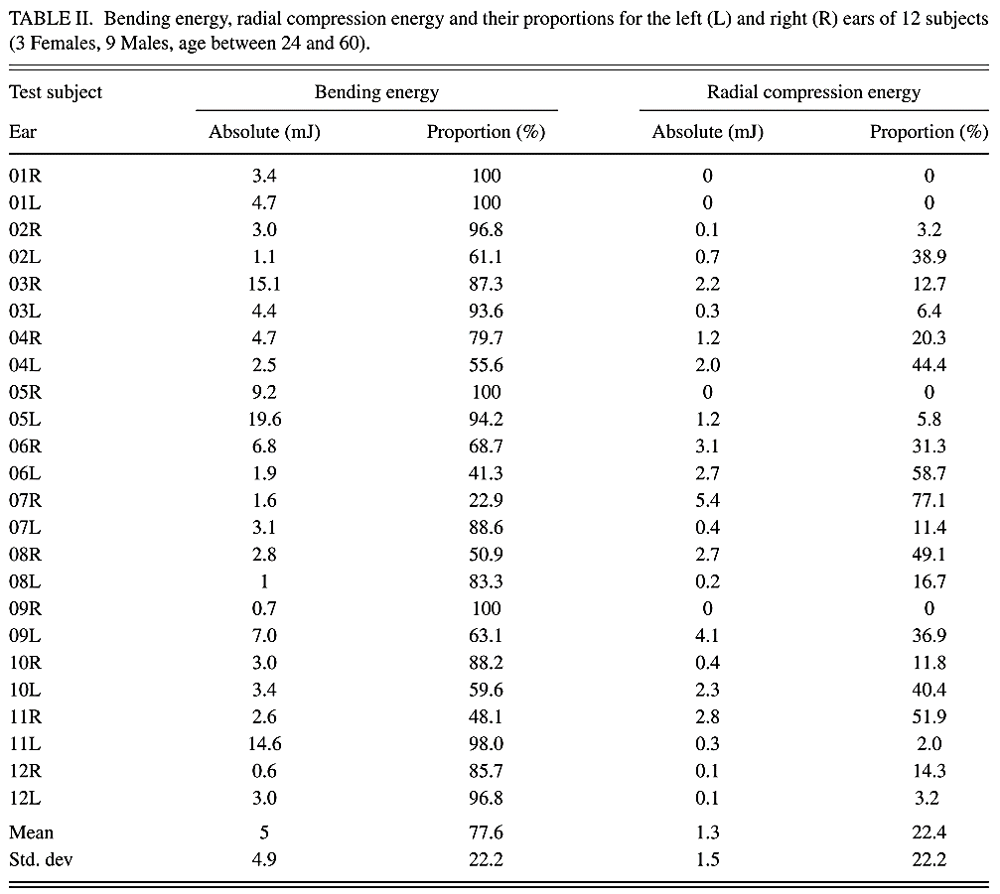 TABLE II. Bending energy, radial compression energy and their proportions for the left (L) and right (R) ears of 12 subjects
(3 Females, 9 Males, age between 24 and 60).
Test subject Bending energy Radial compression energy
Ear Absolute (mJ) Proportion (%) Absolute (mJ) Proportion (%)
01R 3.4 100 0 0
01L 4.7 100 0 0
02R 3.0 96.8 0.1 3.2
02L 1.1 61.1 0.7 38.9
03R 15.1 87.3 2.2 12.7
03L 4.4 93.6 0.3 6.4
04R 4.7 79.7 1.2 20.3
04L 2.5 55.6 2.0 44.4
05R 9.2 100 0 0
05L 19.6 94.2 1.2 5.8
06R 6.8 68.7 3.1 31.3
06L 1.9 41.3 2.7 58.7
07R 1.6 22.9 5.4 77.1
07L 3.1 88.6 0.4 11.4
08R 2.8 50.9 2.7 49.1
08L 1 83.3 0.2 16.7
09R 0.7 100 0 0
09L 7.0 63.1 4.1 36.9
10R 3.0 88.2 0.4 11.8
10L 3.4 59.6 2.3 40.4
11R 2.6 48.1 2.8 51.9
11L 14.6 98.0 0.3 2.0
12R 0.6 85.7 0.1 14.3
12L 3.0 96.8 0.1 3.2
Mean 5 77.6 1.3 22.4
Std. dev 4.9 22.2 1.5 22.2